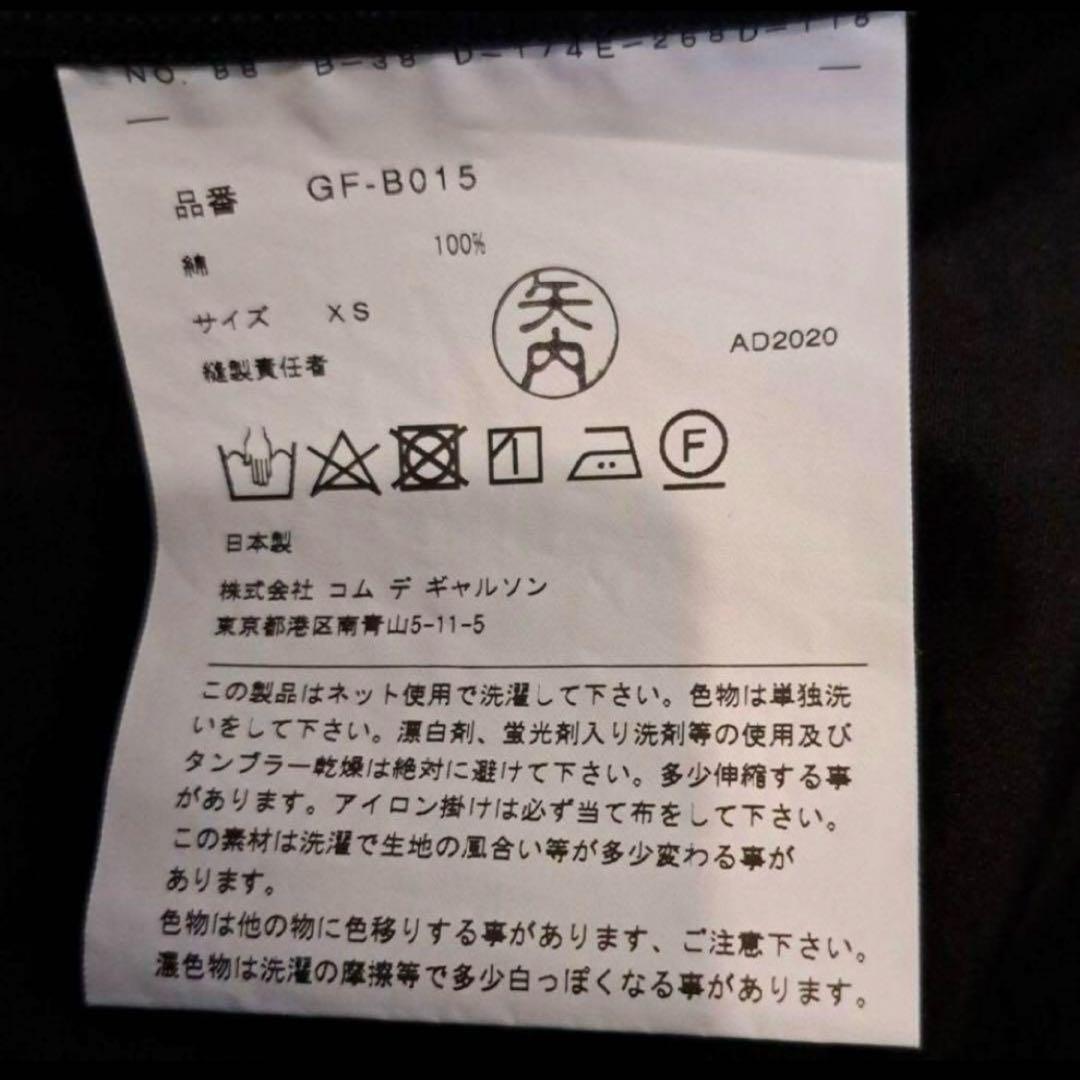 NO. 88 B-38 D-174E-268D-118
品番 GF-B015
綿 100%
サイズ XS
縫製責任者 矢内 AD2020
F
日本製
株式会社 コム デ ギャルソン
東京都港区南青山5-11-5
この製品はネット使用で洗濯して下さい。色物は単独洗
いをして下さい。漂白剤、蛍光剤入り洗剤等の使用及び
タンブラー乾燥は絶対に避けて下さい。多少伸縮する事
があります。アイロン掛けは必ず当て布をして下さい。
この素材は洗濯で生地の風合い等が多少変わる事が
あります。
色物は他の物に色移りする事があります、ご注意下さい。
濃色物は洗濯の摩擦等で多少白っぽくなる事があります。